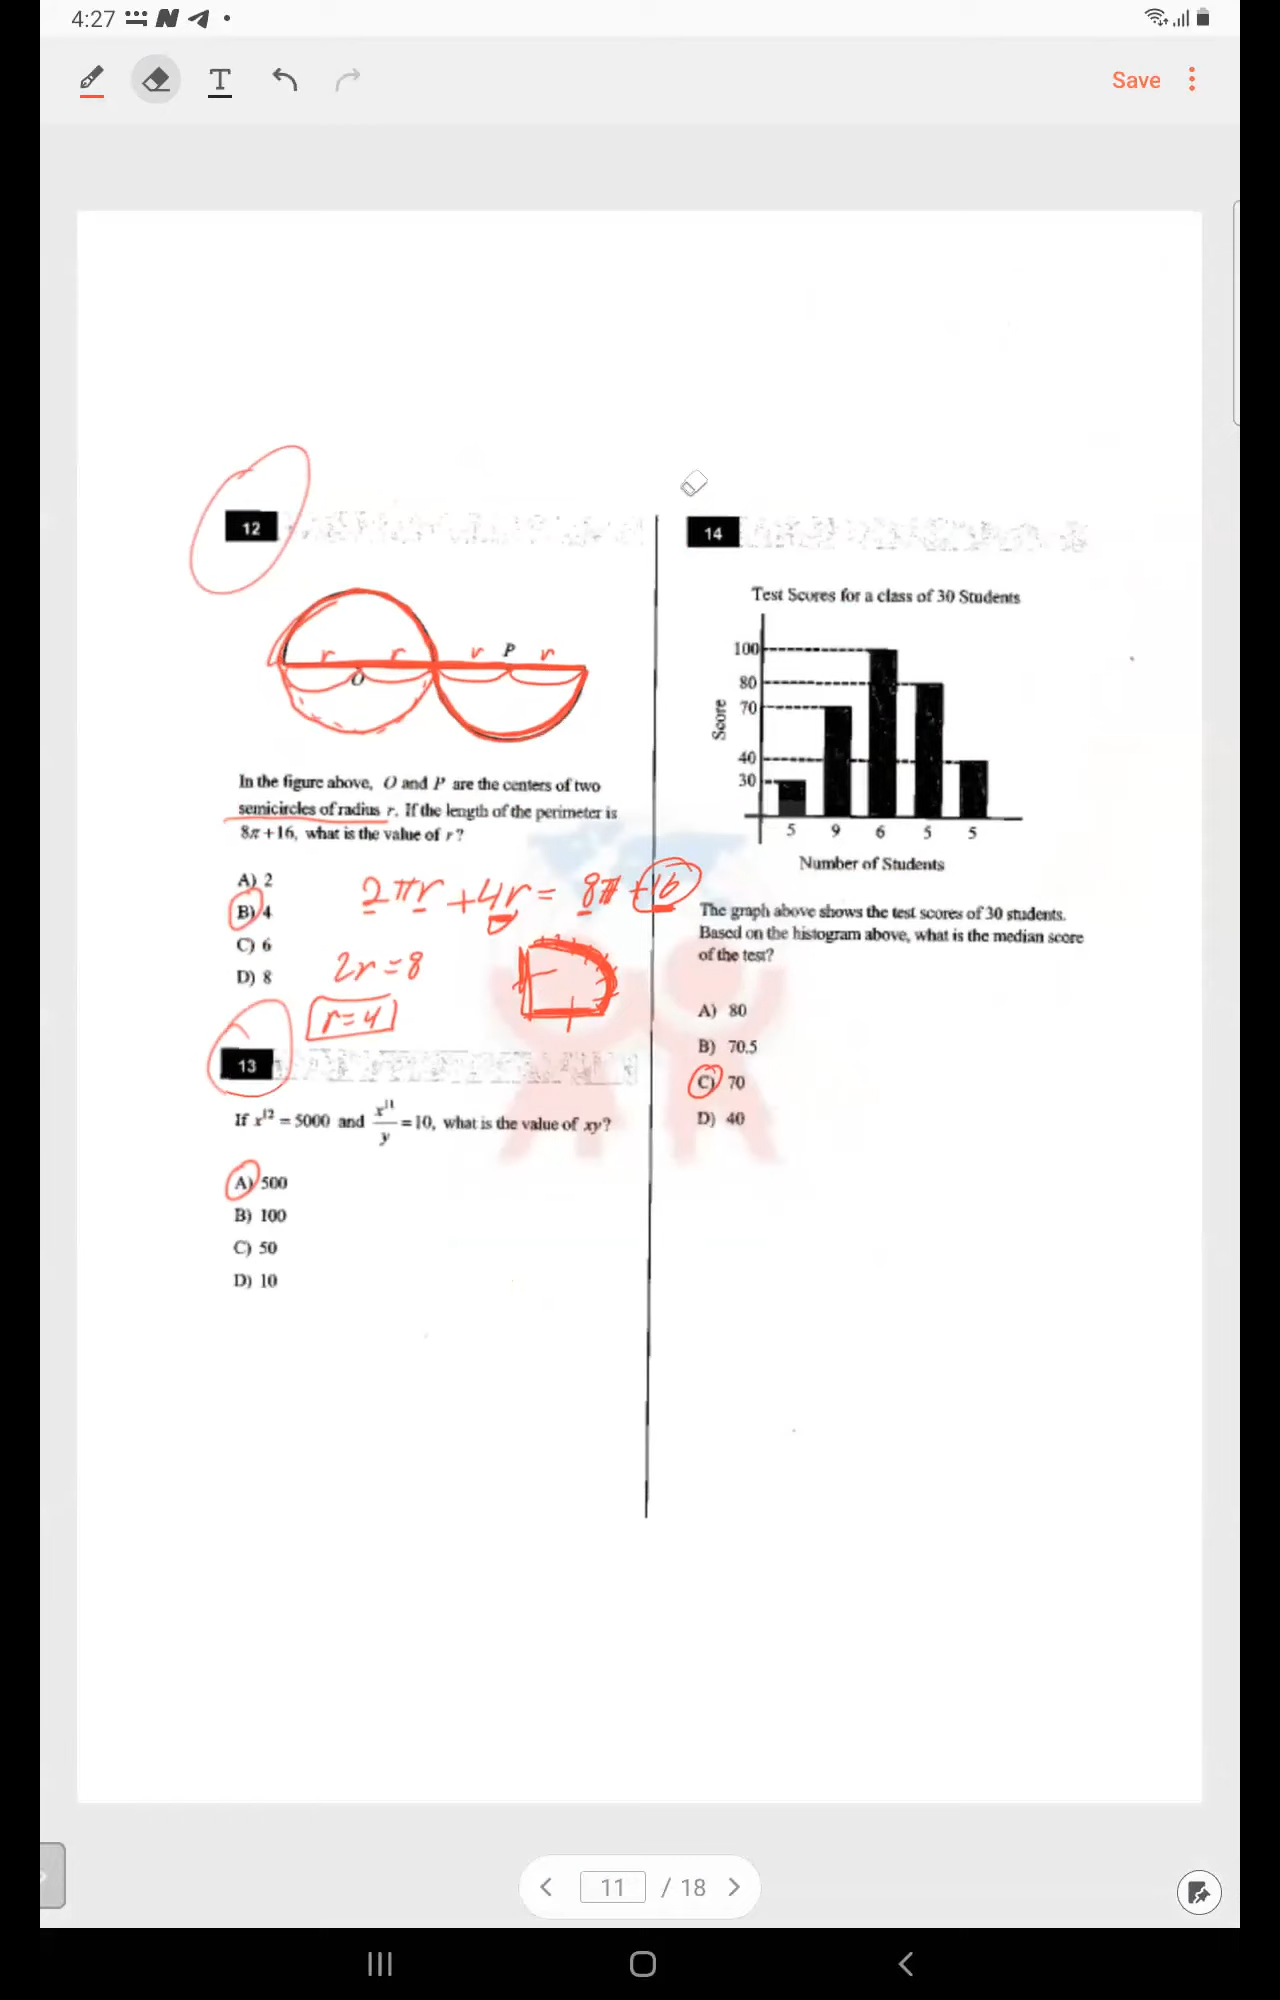 4:27
T
Save
12
r r r P r
O
In the figure above, O and P are the centers of two
semicircles of radius r. If the length of the perimeter is
8π+16, what is the value of r?
A) 2
B) 4
C) 6
D) 8
2πr + 4r = 8π + 16
2r = 8
r = 4
13
If x¹² = 5000 and x¹¹/y = 10, what is the value of xy?
A) 500
B) 100
C) 50
D) 10
14
Test Scores for a class of 30 Students
100
80
70
40
30
Score
5 9 6 5 5
Number of Students
The graph above shows the test scores of 30 students.
Based on the histogram above, what is the median score
of the test?
A) 80
B) 70.5
C) 70
D) 40
11 / 18